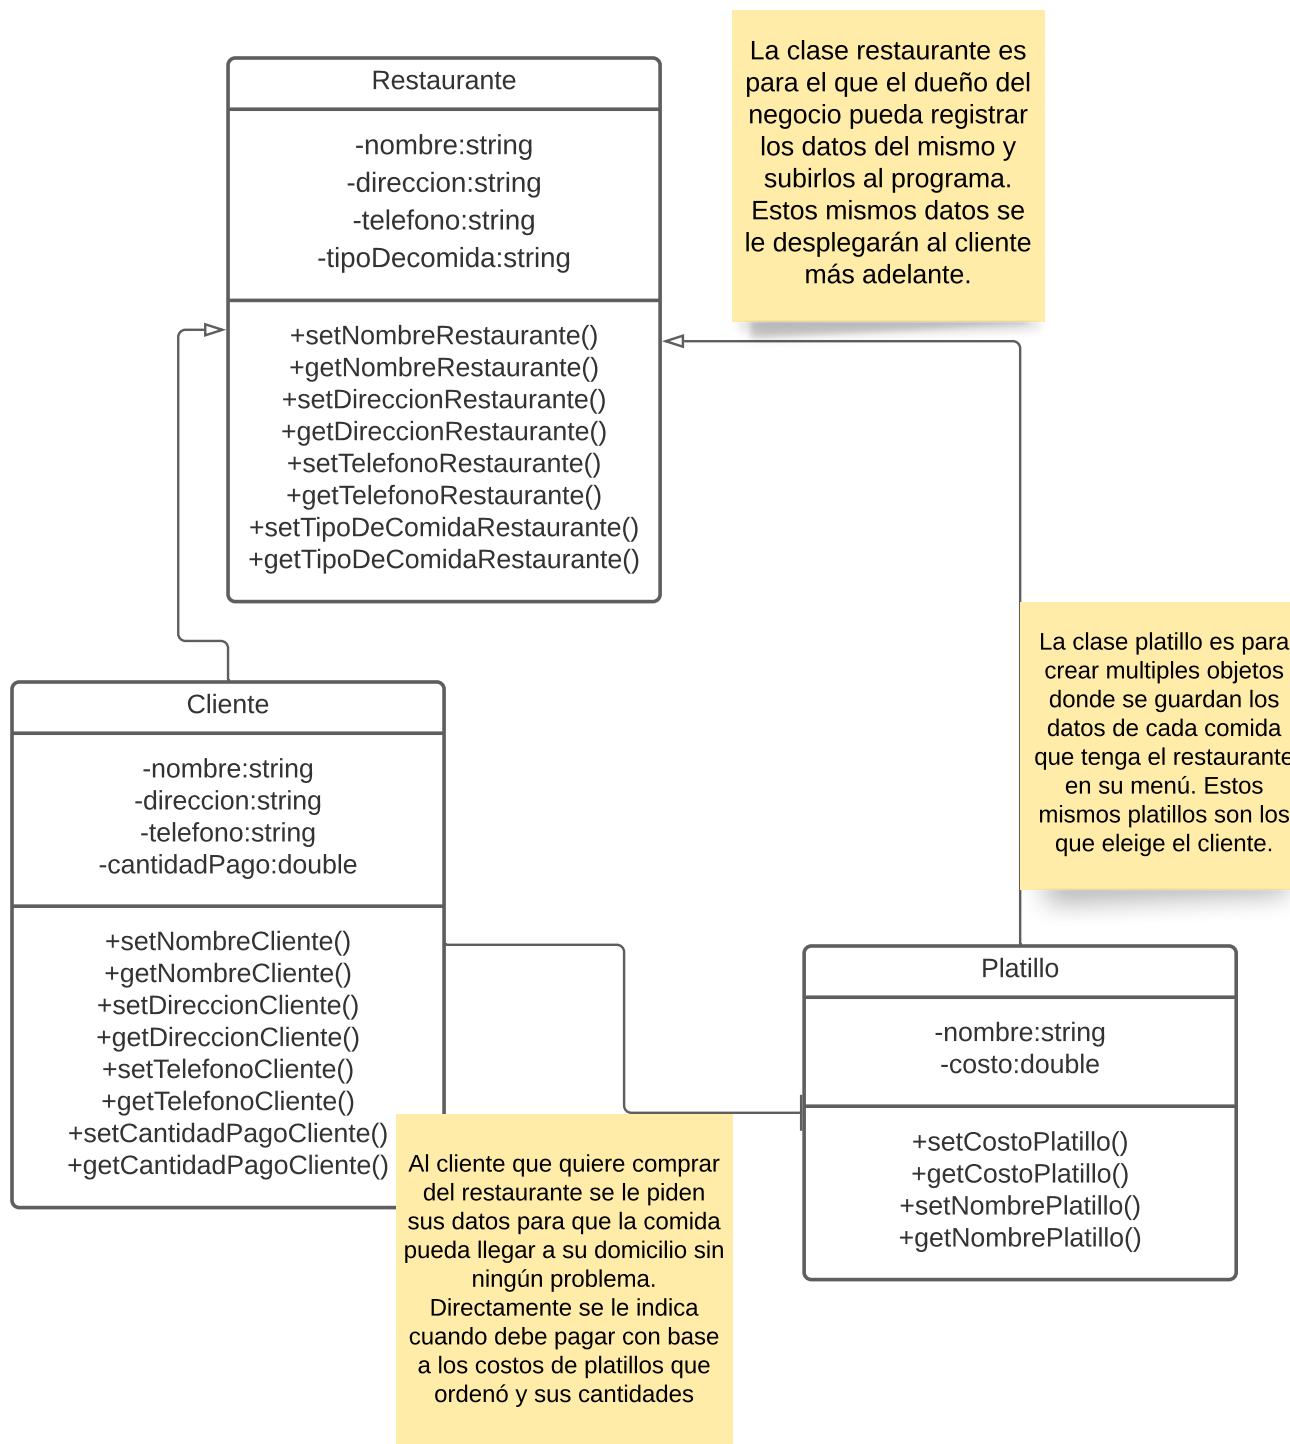 La clase restaurante es
para el que el dueño del
negocio pueda registrar
los datos del mismo y
subirlos al programa.
Estos mismos datos se
le desplegarán al cliente
más adelante.
Restaurante
-nombre:string
-direccion:string
-telefono:string
-tipoDecomida:string
+setNombreRestaurante()
+getNombreRestaurante()
+setDireccionRestaurante()
+getDireccionRestaurante()
+setTelefonoRestaurante()
+getTelefonoRestaurante()
+setTipoDeComidaRestaurante()
+getTipoDeComidaRestaurante()
La clase platillo es para
crear multiples objetos
donde se guardan los
datos de cada comida
que tenga el restaurante
en su menú. Estos
mismos platillos son los
que eleige el cliente.
Cliente
-nombre:string
-direccion:string
-telefono:string
-cantidadPago:double
+setNombreCliente()
+getNombreCliente()
+setDireccionCliente()
+getDireccionCliente()
+setTelefonoCliente()
+getTelefonoCliente()
+setCantidadPagoCliente()
+getCantidadPagoCliente()
Platillo
-nombre:string
-costo:double
+setCostoPlatillo()
+getCostoPlatillo()
+setNombrePlatillo()
+getNombrePlatillo()
Al cliente que quiere comprar
del restaurante se le piden
sus datos para que la comida
pueda llegar a su domicilio sin
ningún problema.
Directamente se le indica
cuando debe pagar con base
a los costos de platillos que
ordenó y sus cantidades